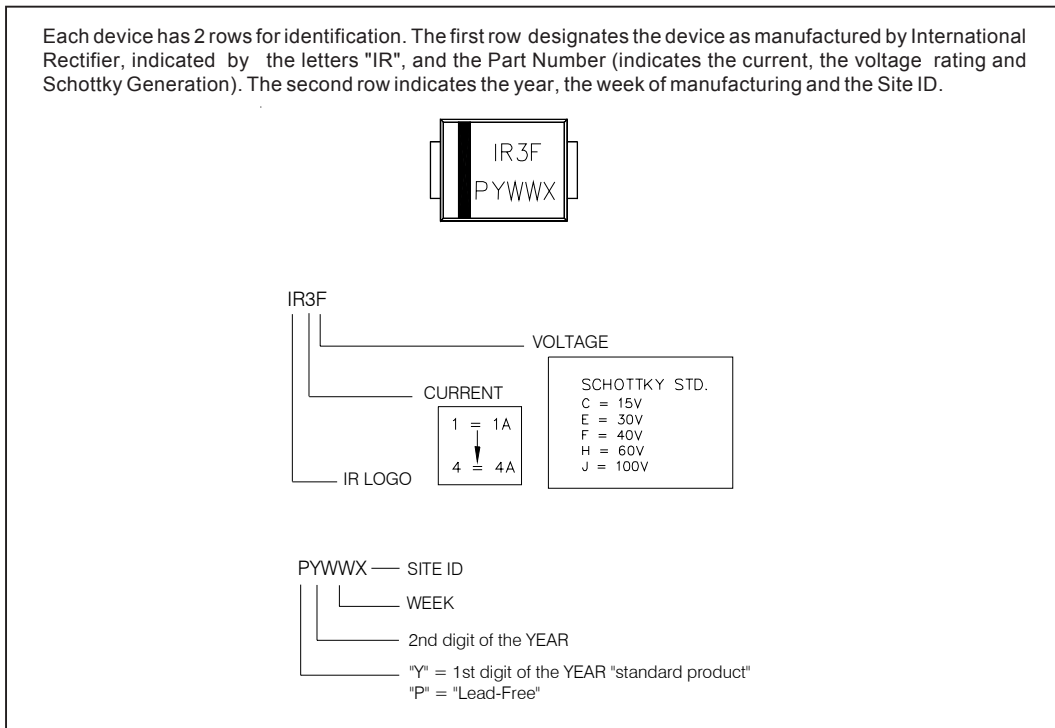 Each device has 2 rows for identification. The first row designates the device as manufactured by International
Rectifier, indicated by the letters "IR", and the Part Number (indicates the current, the voltage rating and
Schottky Generation). The second row indicates the year, the week of manufacturing and the Site ID.
IR3F
PYWWX
IR3F
VOLTAGE
SCHOTTKY STD.
C = 15V
E = 30V
F = 40V
H = 60V
J = 100V
CURRENT
1 = 1A
4 = 4A
IR LOGO
PYWWX
SITE ID
WEEK
2nd digit of the YEAR
"Y" = 1st digit of the YEAR "standard product"
"P" = "Lead-Free"